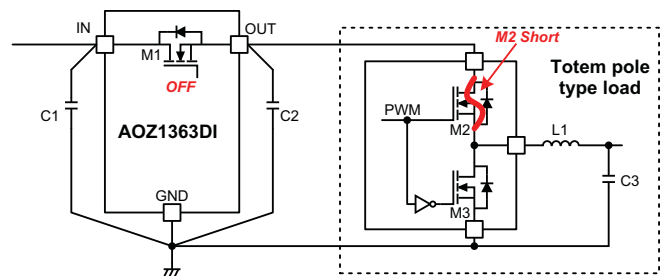 IN
OUT
M1
OFF
C1
AOZ1363DI
C2
GND
M2 Short
Totem pole
type load
PWM
M2
L1
M3
C3